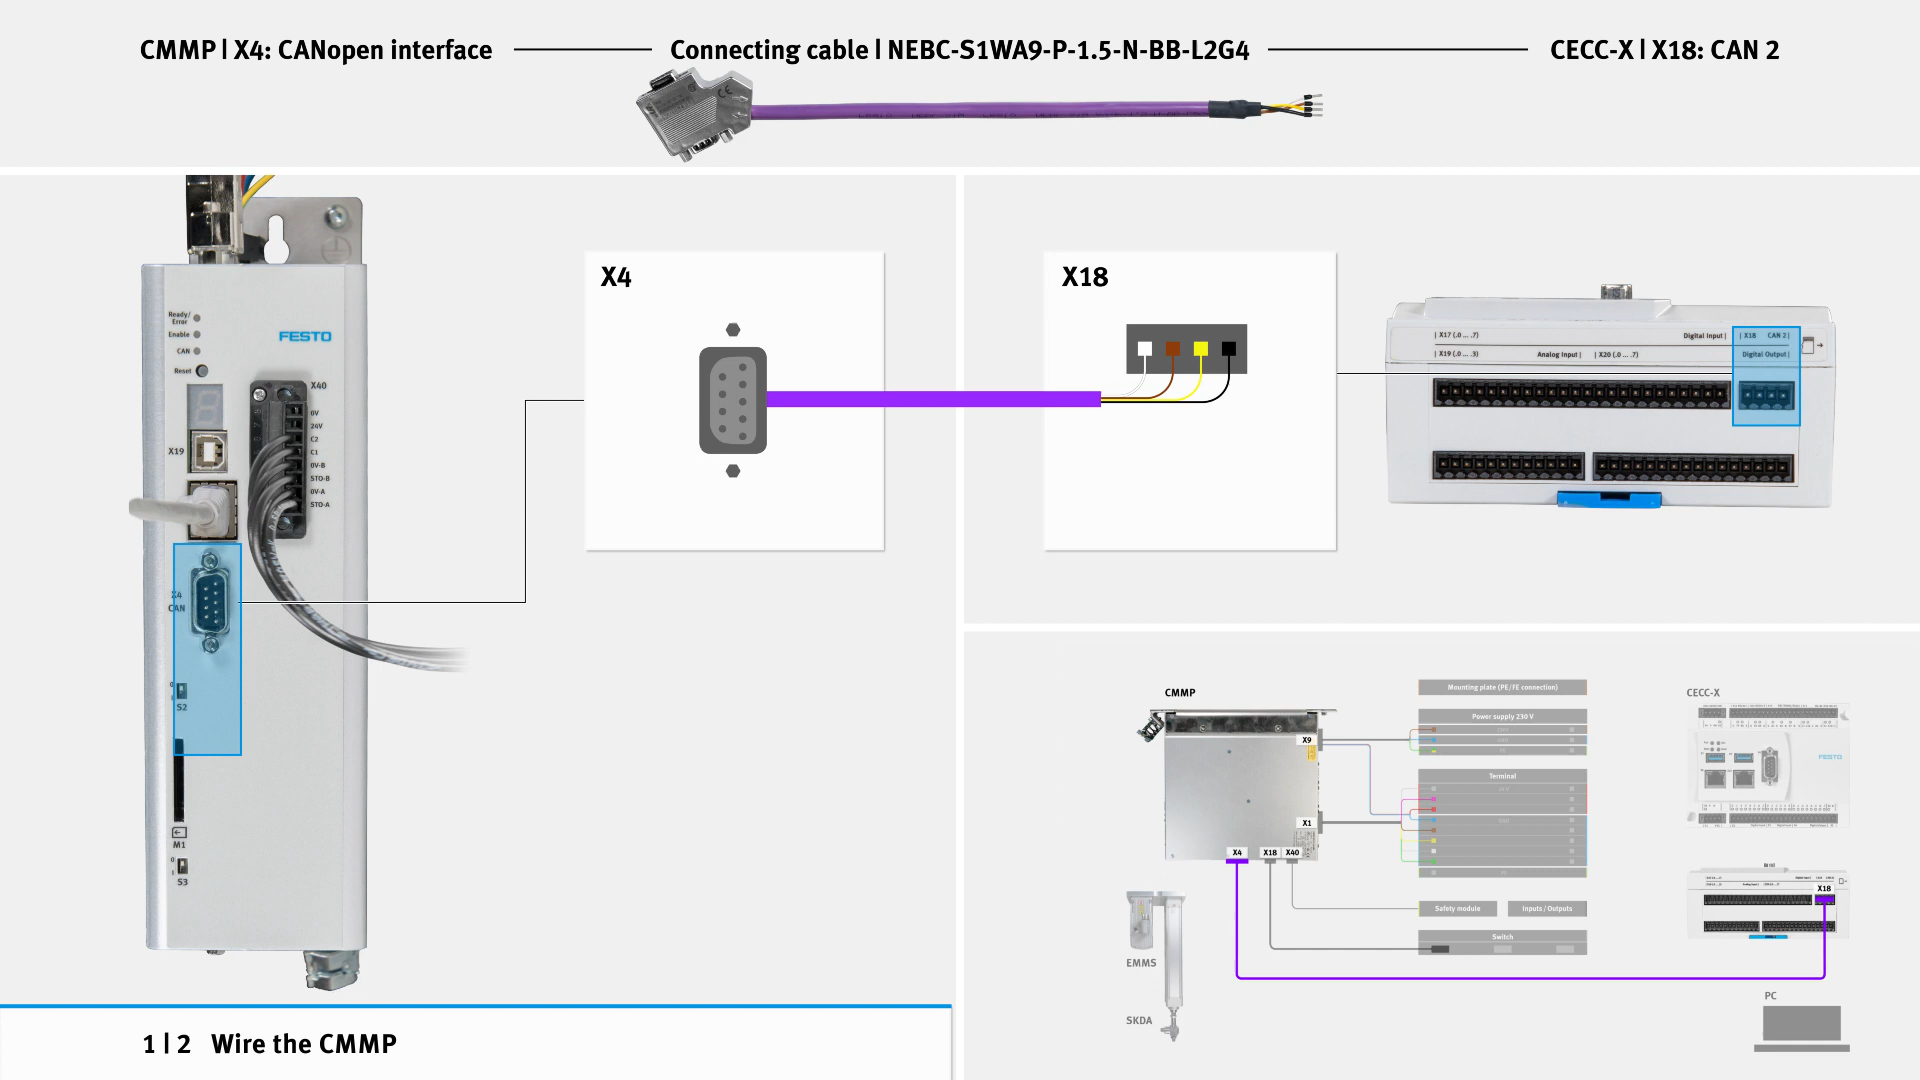 CMMP | X4: CANopen interface
Connecting cable | NEBC-S1WA9-P-1.5-N-BB-L2G4
CECC-X | X18: CAN 2
Ready/
Error
Enable
CAN
Reset
FESTO
X40
0V
24V
C2
C1
0V-B
STO-B
0V-A
STO-A
X19
X4
CAN
0
S2
M1
0
1
S3
X4
X18
X17 (.0 ... .7)
Digital Input
X18 CAN 2
X19 (.0 ... .3)
Analog Input
X20 (.0 ... .7)
Digital Output
CMMP
X9
X1
X4
X18
X40
Mounting plate (PE/FE connection)
Power supply 230 V
Terminal
Safety module
Inputs / Outputs
Switch
CECC-X
FESTO
X18
EMMS
SKDA
PC
1 | 2 Wire the CMMP